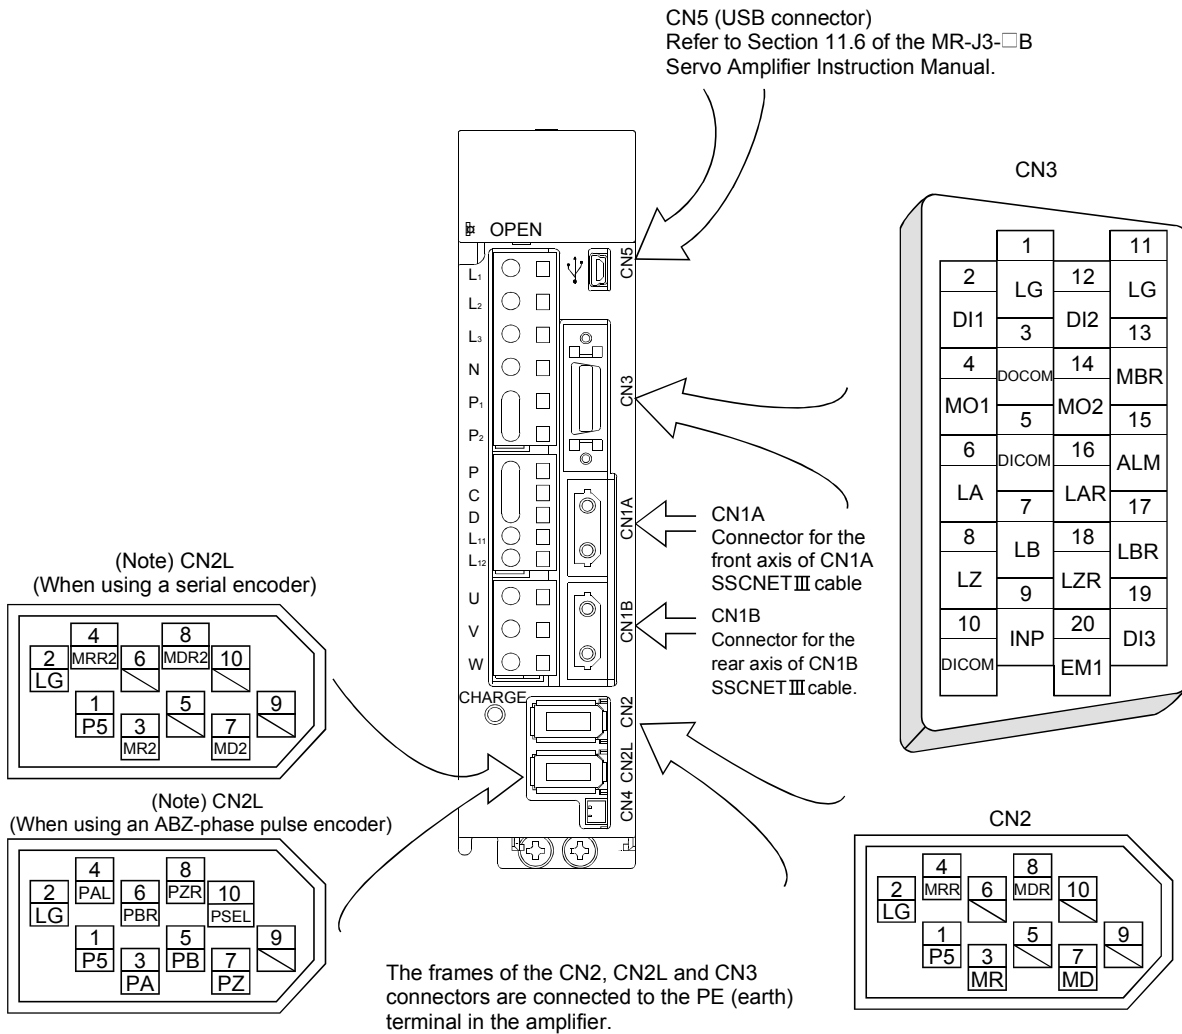 CN5 (USB connector)
Refer to Section 11.6 of the MR-J3-□B
Servo Amplifier Instruction Manual.
OPEN
L1
L2
L3
N
P1
P2
P
C
D
L11
L12
U
V
W
CHARGE
CN5
CN3
CN1A
CN1B
CN2
CN2L
CN4
CN1A
Connector for the
front axis of CN1A
SSCNETⅢ cable
CN1B
Connector for the
rear axis of CN1B
SSCNETⅢ cable.
CN3
1 11
2 LG 12 LG
DI1 3 DI2 13
4 DOCOM 14 MBR
MO1 5 MO2 15
6 DICOM 16 ALM
LA 7 LAR 17
8 LB 18 LBR
LZ 9 LZR 19
10 INP 20 DI3
DICOM EM1
(Note) CN2L
(When using a serial encoder)
4 8
2 MRR2 6 MDR2 10
LG
1 5 9
P5 3 7
MR2 MD2
(Note) CN2L
(When using an ABZ-phase pulse encoder)
4 8
2 PAL 6 PZR 10
LG PBR PSEL
1 5 9
P5 3 PB 7
PA PZ
CN2
4 8
2 MRR 6 MDR 10
LG
1 5 9
P5 3 7
MR MD
The frames of the CN2, CN2L and CN3
connectors are connected to the PE (earth)
terminal in the amplifier.